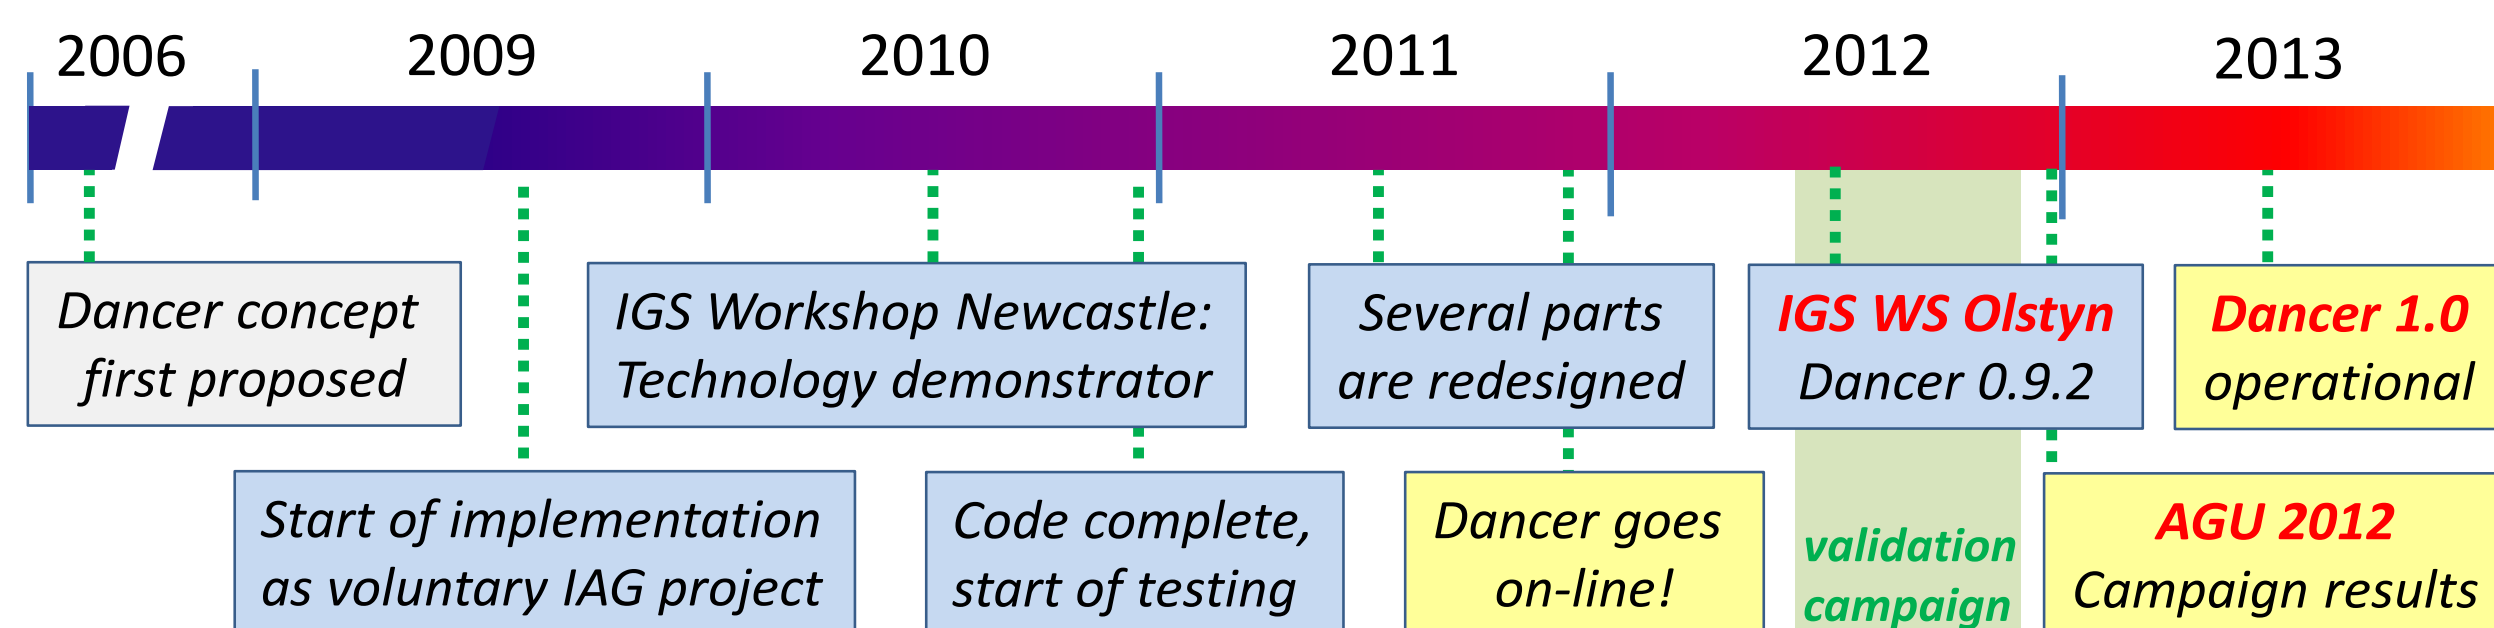 2006
2009
2010
2011
2012
2013
Dancer concept
first proposed
IGS Workshop Newcastle:
Technology demonstrator
Several parts
are redesigned
IGS WS Olstyn
Dancer 0.9.2
Dancer 1.0
operational
Start of implementation
as voluntary IAG project
Code complete,
start of testing
Dancer goes
on-line!
validation
campaign
AGU 2012
Campaign results